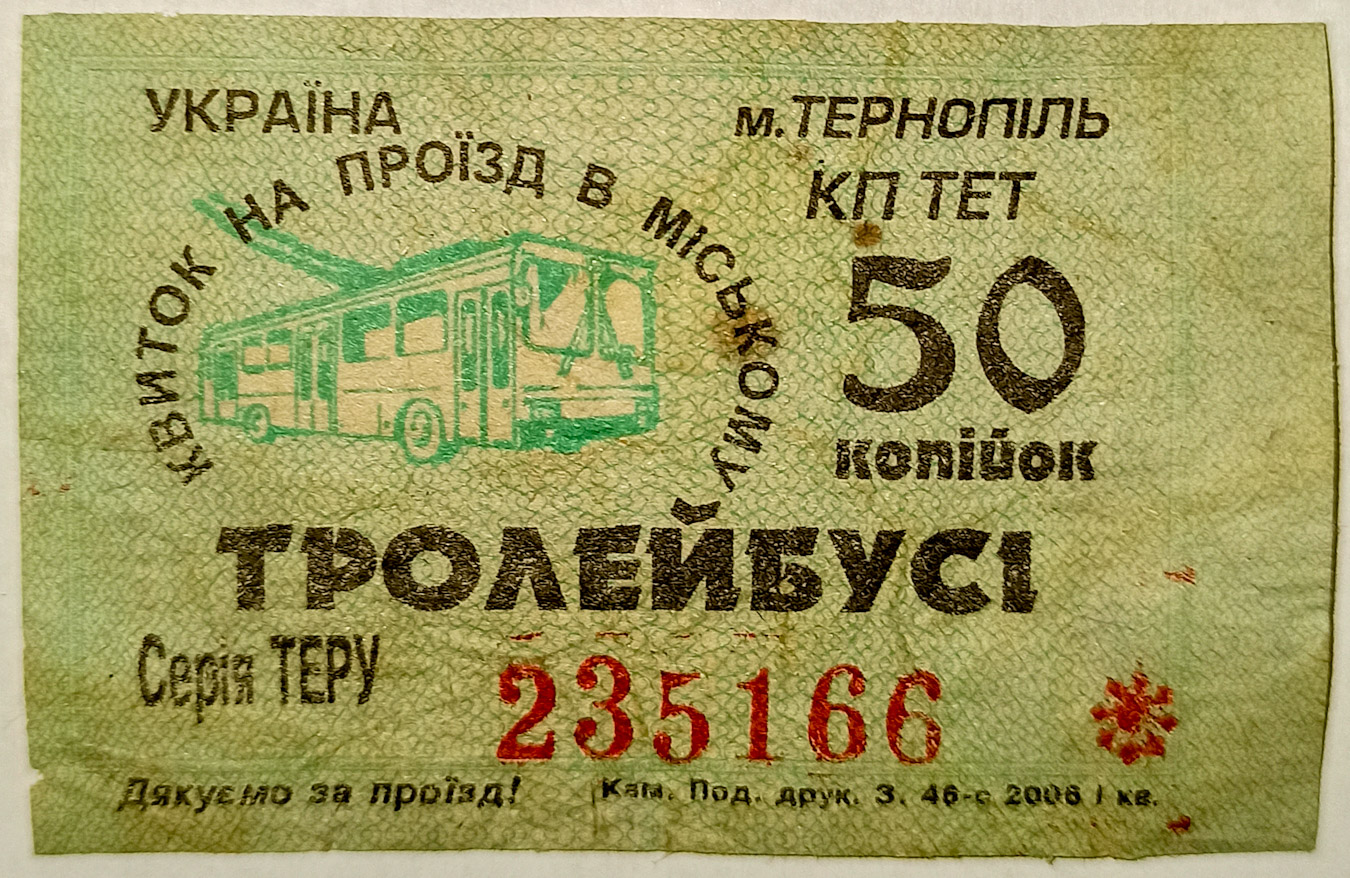 УКРАЇНА
м.ТЕРНОПІЛЬ
КП ТЕТ
КВИТОК НА ПРОЇЗД В МІСЬКОМУ
50
копійок
ТРОЛЕЙБУСІ
Серія ТЕРУ
235166
Дякуємо за проїзд!
Кам. Под. друк. З. 46-с 2006 І кв.